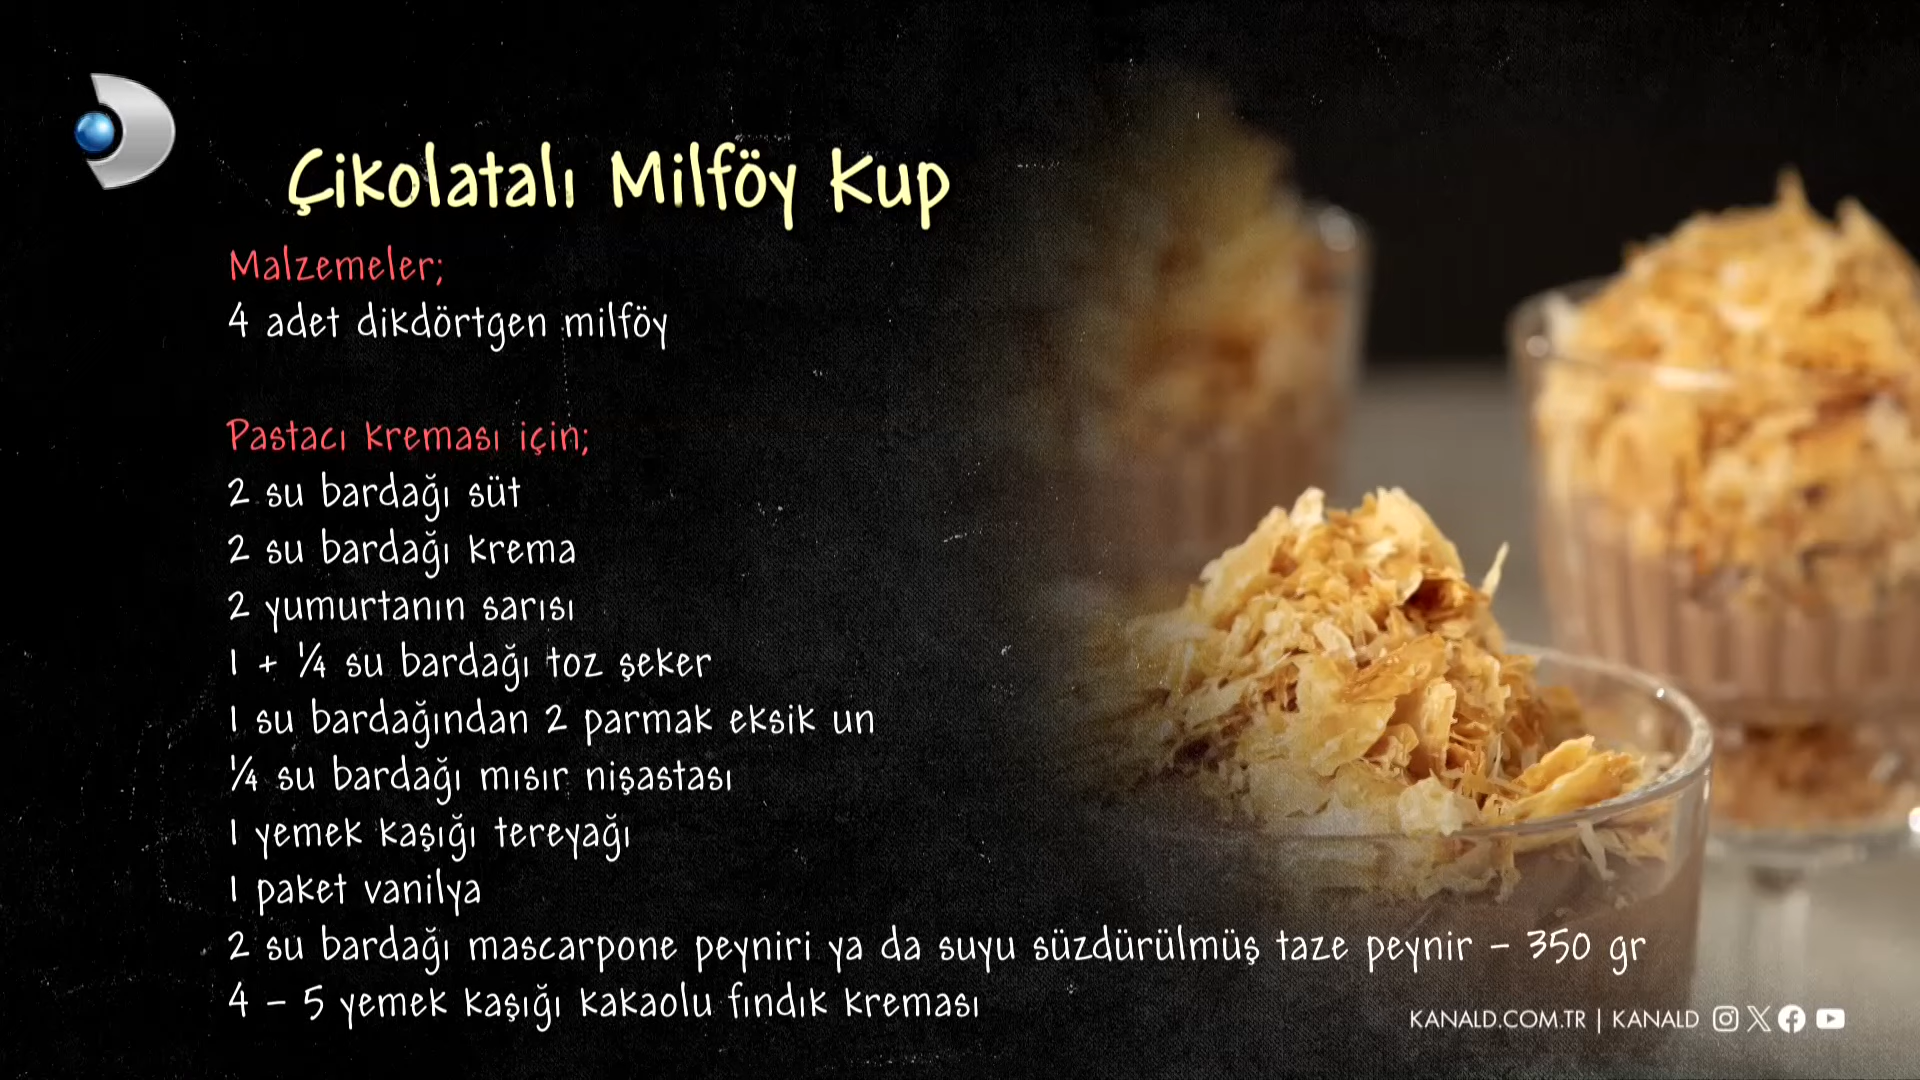 Çikolatalı Milföy Kup
Malzemeler;
4 adet dikdörtgen milföy
Pastacı kreması için;
2 su bardağı süt
2 su bardağı krema
2 yumurtanın sarısı
1 + ¼ su bardağı toz şeker
1 su bardağından 2 parmak eksik un
¼ su bardağı mısır nişastası
1 yemek kaşığı tereyağı
1 paket vanilya
2 su bardağı mascarpone peyniri ya da suyu süzdürülmüş taze peynir – 350 gr
4 – 5 yemek kaşığı kakaolu fındık kreması
KANALD.COM.TR | KANALD